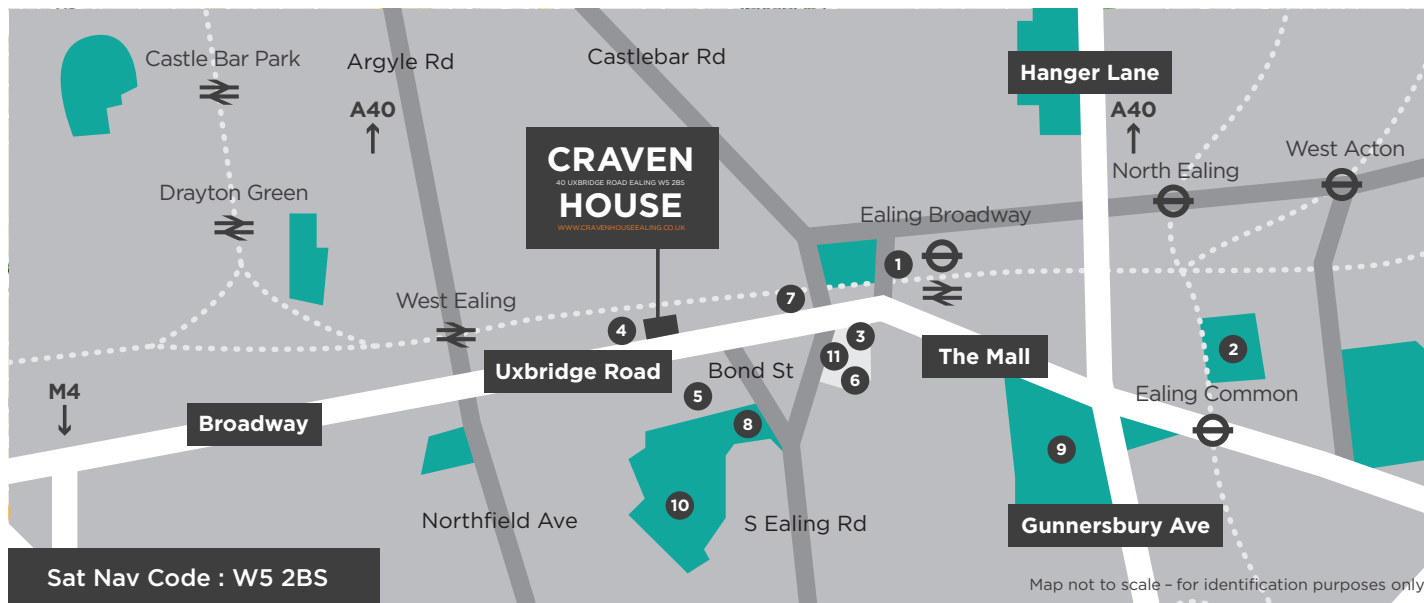 Castle Bar Park
Argyle Rd
Castlebar Rd
Hanger Lane
A40
A40
CRAVEN
40 UXBRIDGE ROAD EALING W5 2BS
HOUSE
WWW.CRAVENHOUSEEALING.CO.UK
West Acton
North Ealing
Drayton Green
Ealing Broadway
1
West Ealing
7
4
3
2
11
The Mall
Uxbridge Road
Bond St
6
M4
5
Ealing Common
Broadway
8
9
10
Northfield Ave
S Ealing Rd
Gunnersbury Ave
Sat Nav Code : W5 2BS
Map not to scale – for identification purposes only